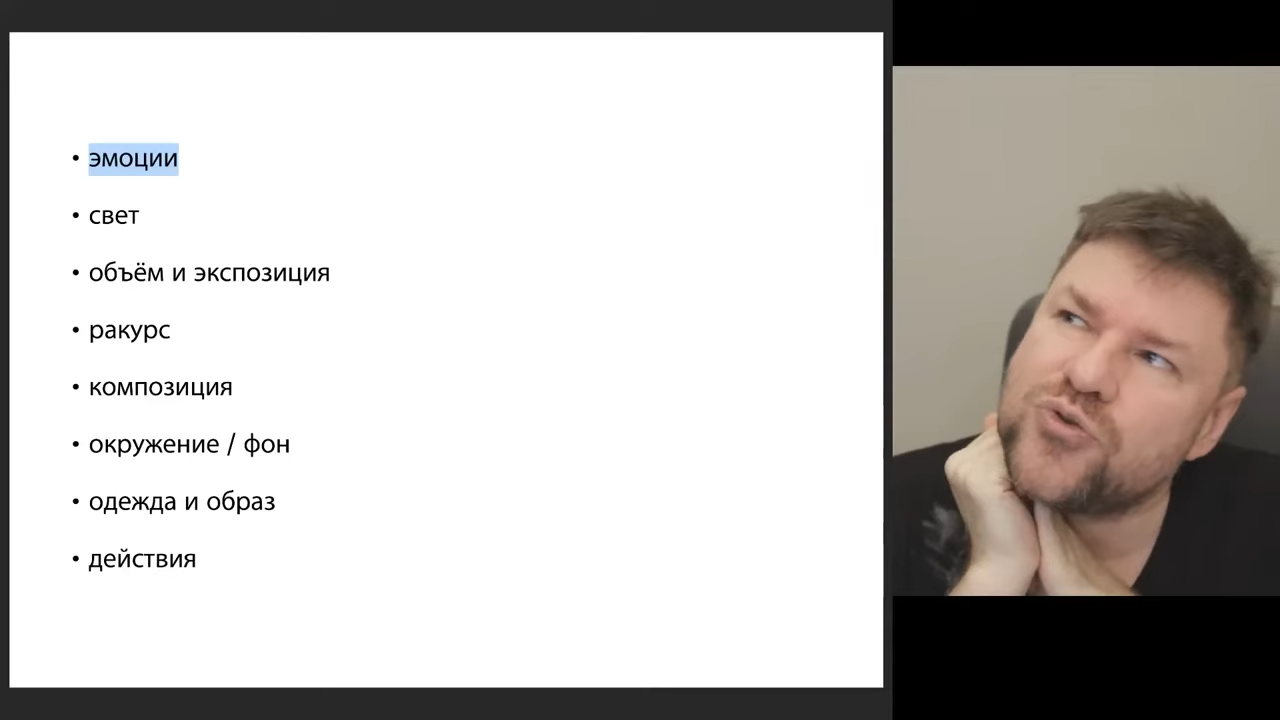 • эмоции
• свет
• объём и экспозиция
• ракурс
• композиция
• окружение / фон
• одежда и образ
• действия